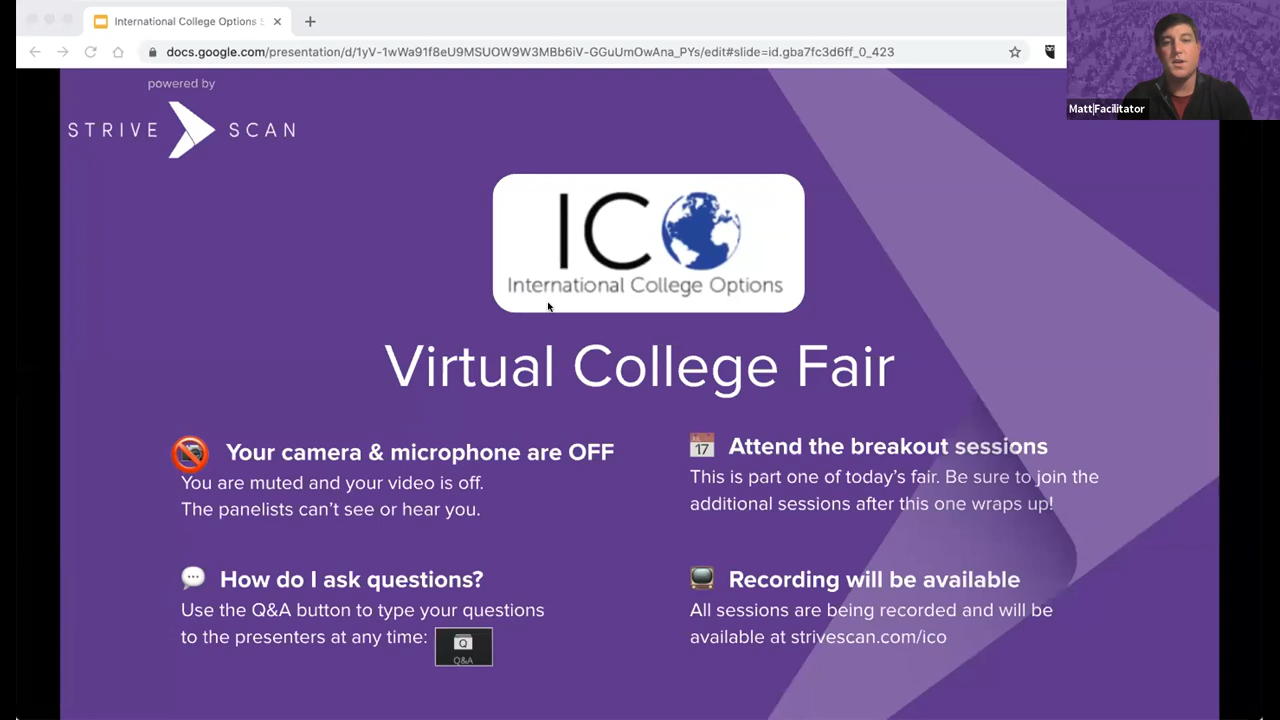 International College Options S
docs.google.com/presentation/d/1yV-1wWa91f8eU9MSUOW9W3MBb6iV-GGuUmOwAna_PYs/edit#slide=id.gba7fc3d6ff_0_423
Matt|Facilitator
powered by
STRIVE SCAN
ICO
International College Options
Virtual College Fair
Your camera & microphone are OFF
You are muted and your video is off.
The panelists can’t see or hear you.
How do I ask questions?
Use the Q&A button to type your questions
to the presenters at any time:
Q
Q&A
17
Attend the breakout sessions
This is part one of today’s fair. Be sure to join the
additional sessions after this one wraps up!
Recording will be available
All sessions are being recorded and will be
available at strivescan.com/ico